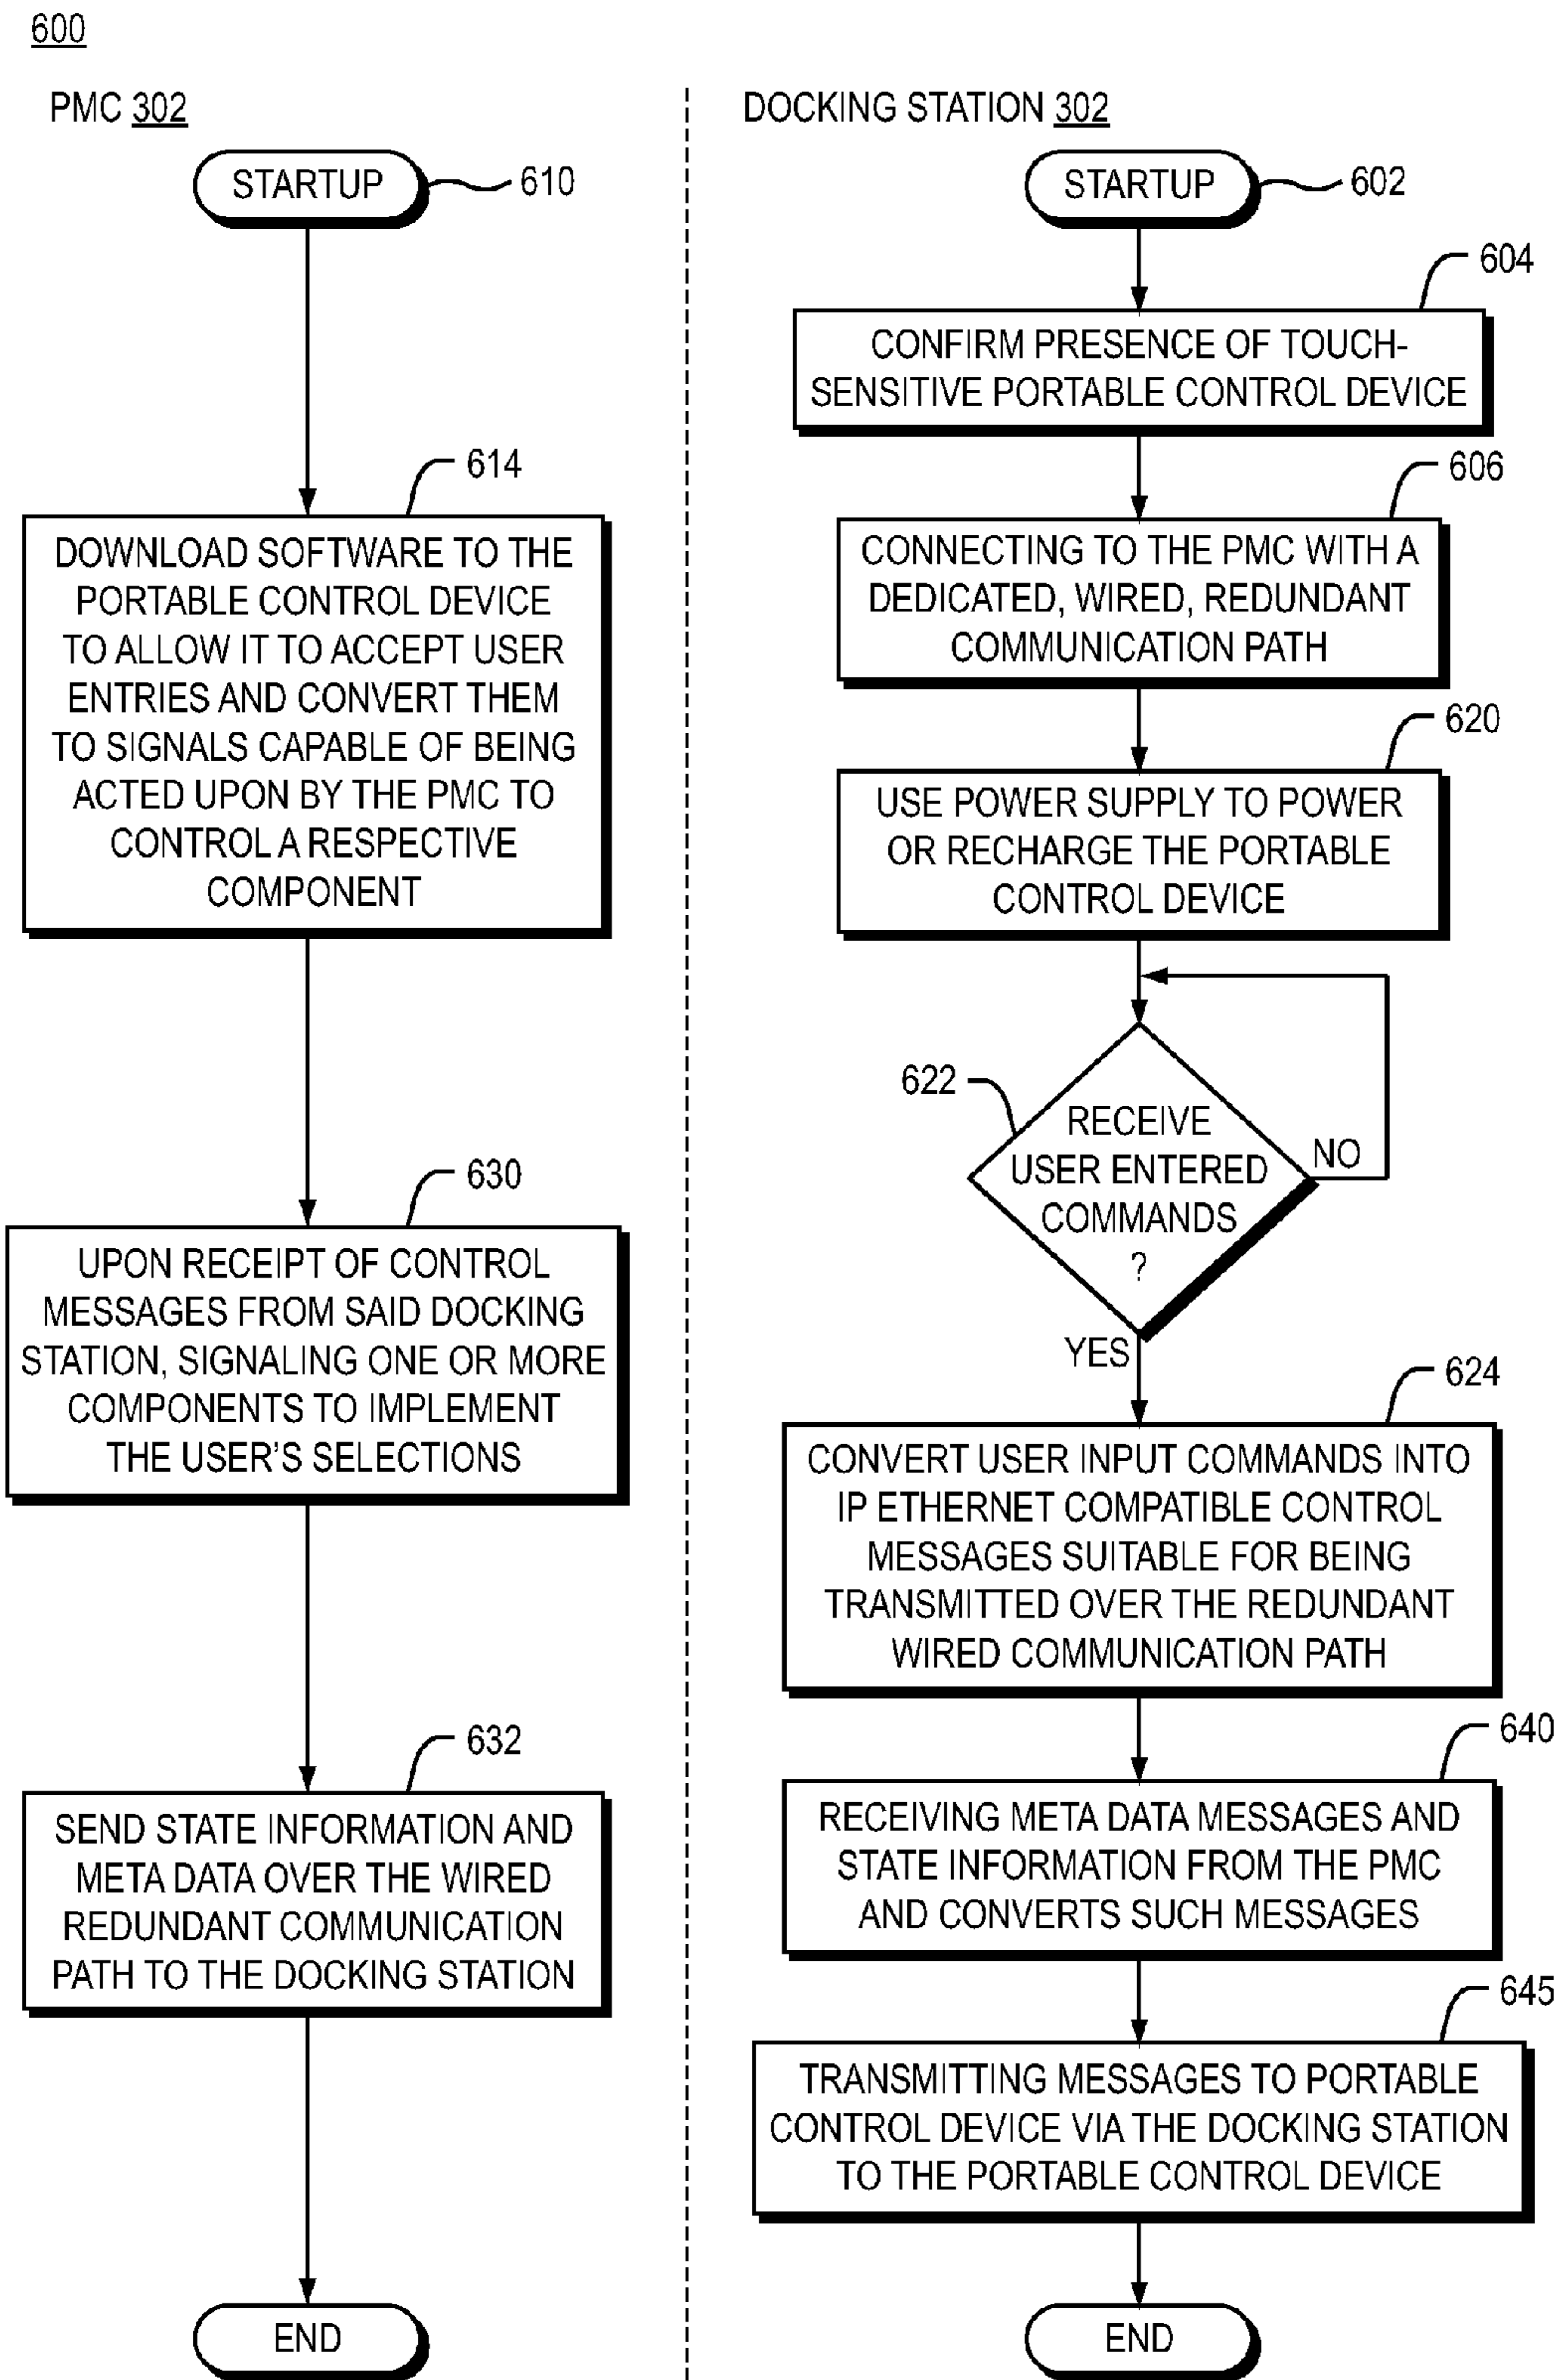 600
PMC 302
STARTUP
610
614
DOWNLOAD SOFTWARE TO THE
PORTABLE CONTROL DEVICE
TO ALLOW IT TO ACCEPT USER
ENTRIES AND CONVERT THEM
TO SIGNALS CAPABLE OF BEING
ACTED UPON BY THE PMC TO
CONTROL A RESPECTIVE
COMPONENT
630
UPON RECEIPT OF CONTROL
MESSAGES FROM SAID DOCKING
STATION, SIGNALING ONE OR MORE
COMPONENTS TO IMPLEMENT
THE USER'S SELECTIONS
632
SEND STATE INFORMATION AND
META DATA OVER THE WIRED
REDUNDANT COMMUNICATION
PATH TO THE DOCKING STATION
END
DOCKING STATION 302
STARTUP
602
604
CONFIRM PRESENCE OF TOUCH-
SENSITIVE PORTABLE CONTROL DEVICE
606
CONNECTING TO THE PMC WITH A
DEDICATED, WIRED, REDUNDANT
COMMUNICATION PATH
620
USE POWER SUPPLY TO POWER
OR RECHARGE THE PORTABLE
CONTROL DEVICE
622
RECEIVE
USER ENTERED
COMMANDS
?
NO
YES
624
CONVERT USER INPUT COMMANDS INTO
IP ETHERNET COMPATIBLE CONTROL
MESSAGES SUITABLE FOR BEING
TRANSMITTED OVER THE REDUNDANT
WIRED COMMUNICATION PATH
640
RECEIVING META DATA MESSAGES AND
STATE INFORMATION FROM THE PMC
AND CONVERTS SUCH MESSAGES
645
TRANSMITTING MESSAGES TO PORTABLE
CONTROL DEVICE VIA THE DOCKING STATION
TO THE PORTABLE CONTROL DEVICE
END